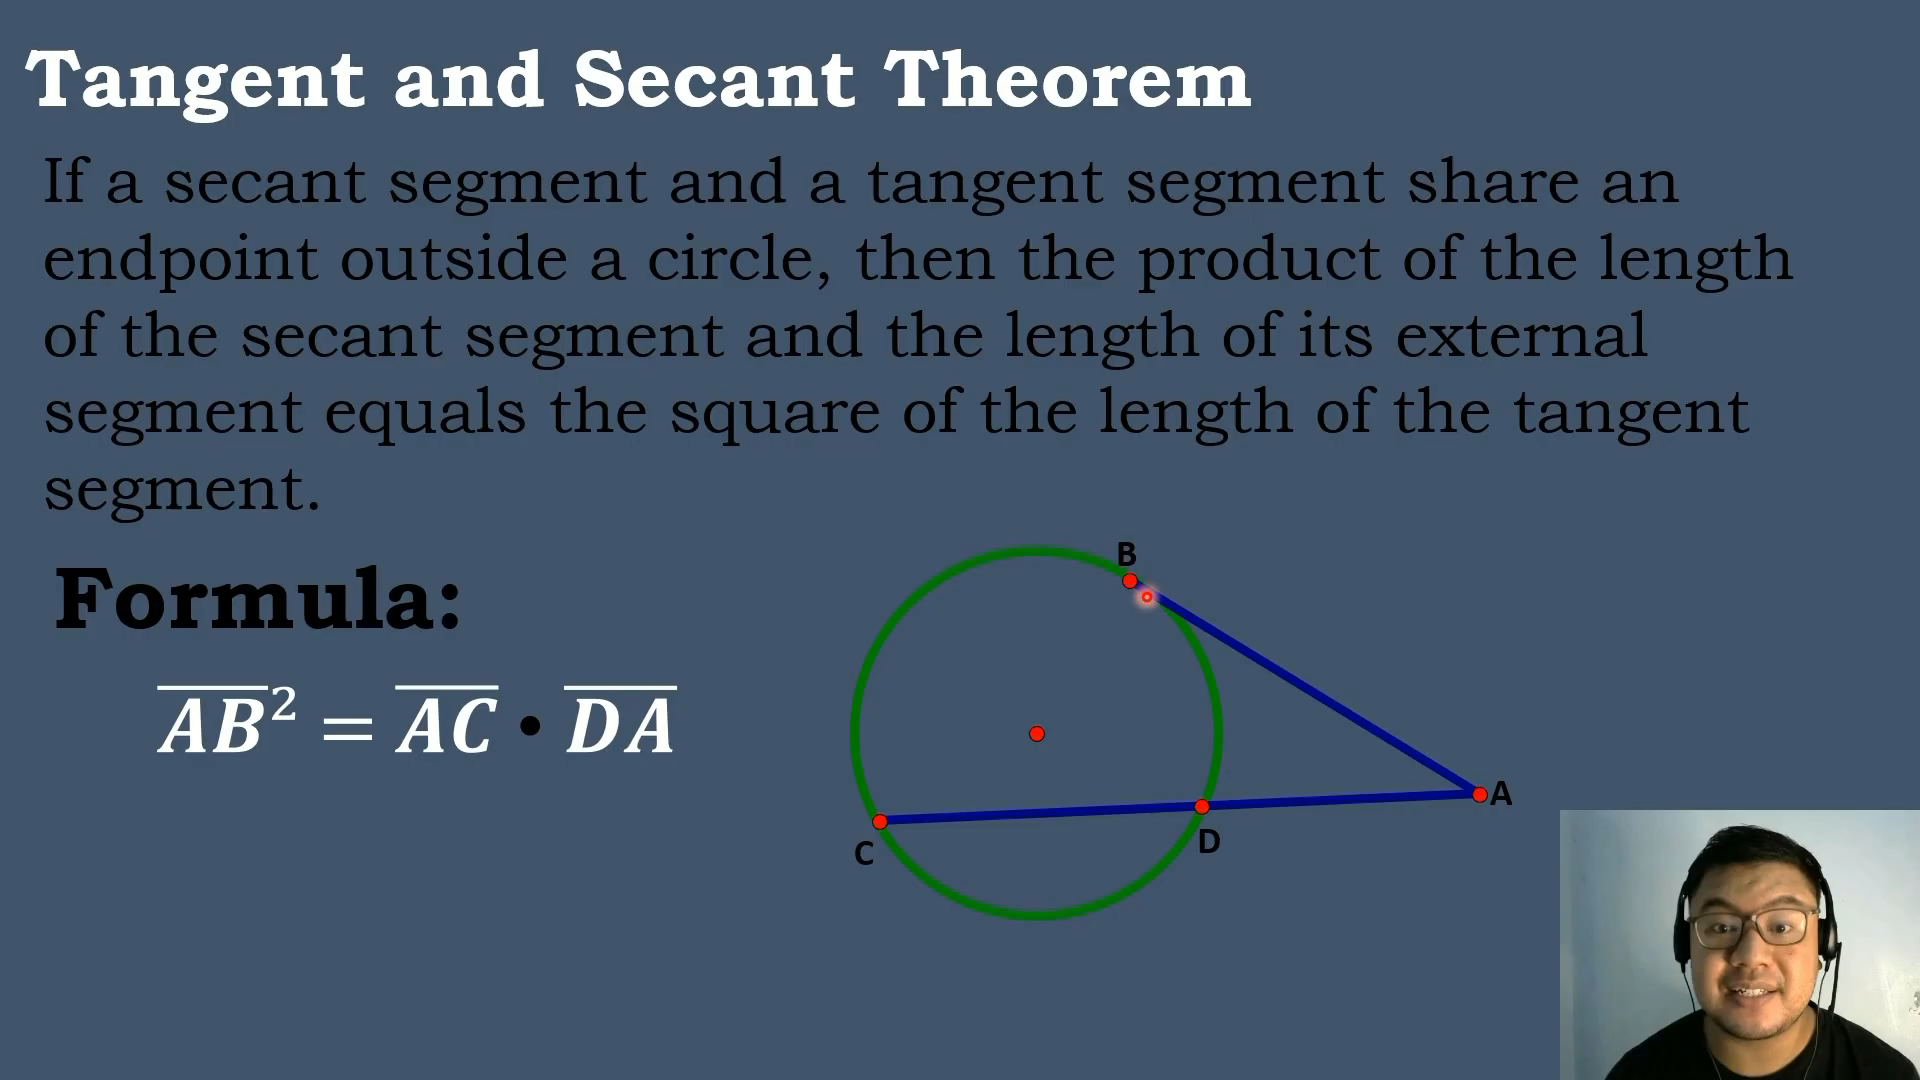 Tangent and Secant Theorem
If a secant segment and a tangent segment share an
endpoint outside a circle, then the product of the length
of the secant segment and the length of its external
segment equals the square of the length of the tangent
segment.
Formula:
AB² = AC • DA
B
A
D
C